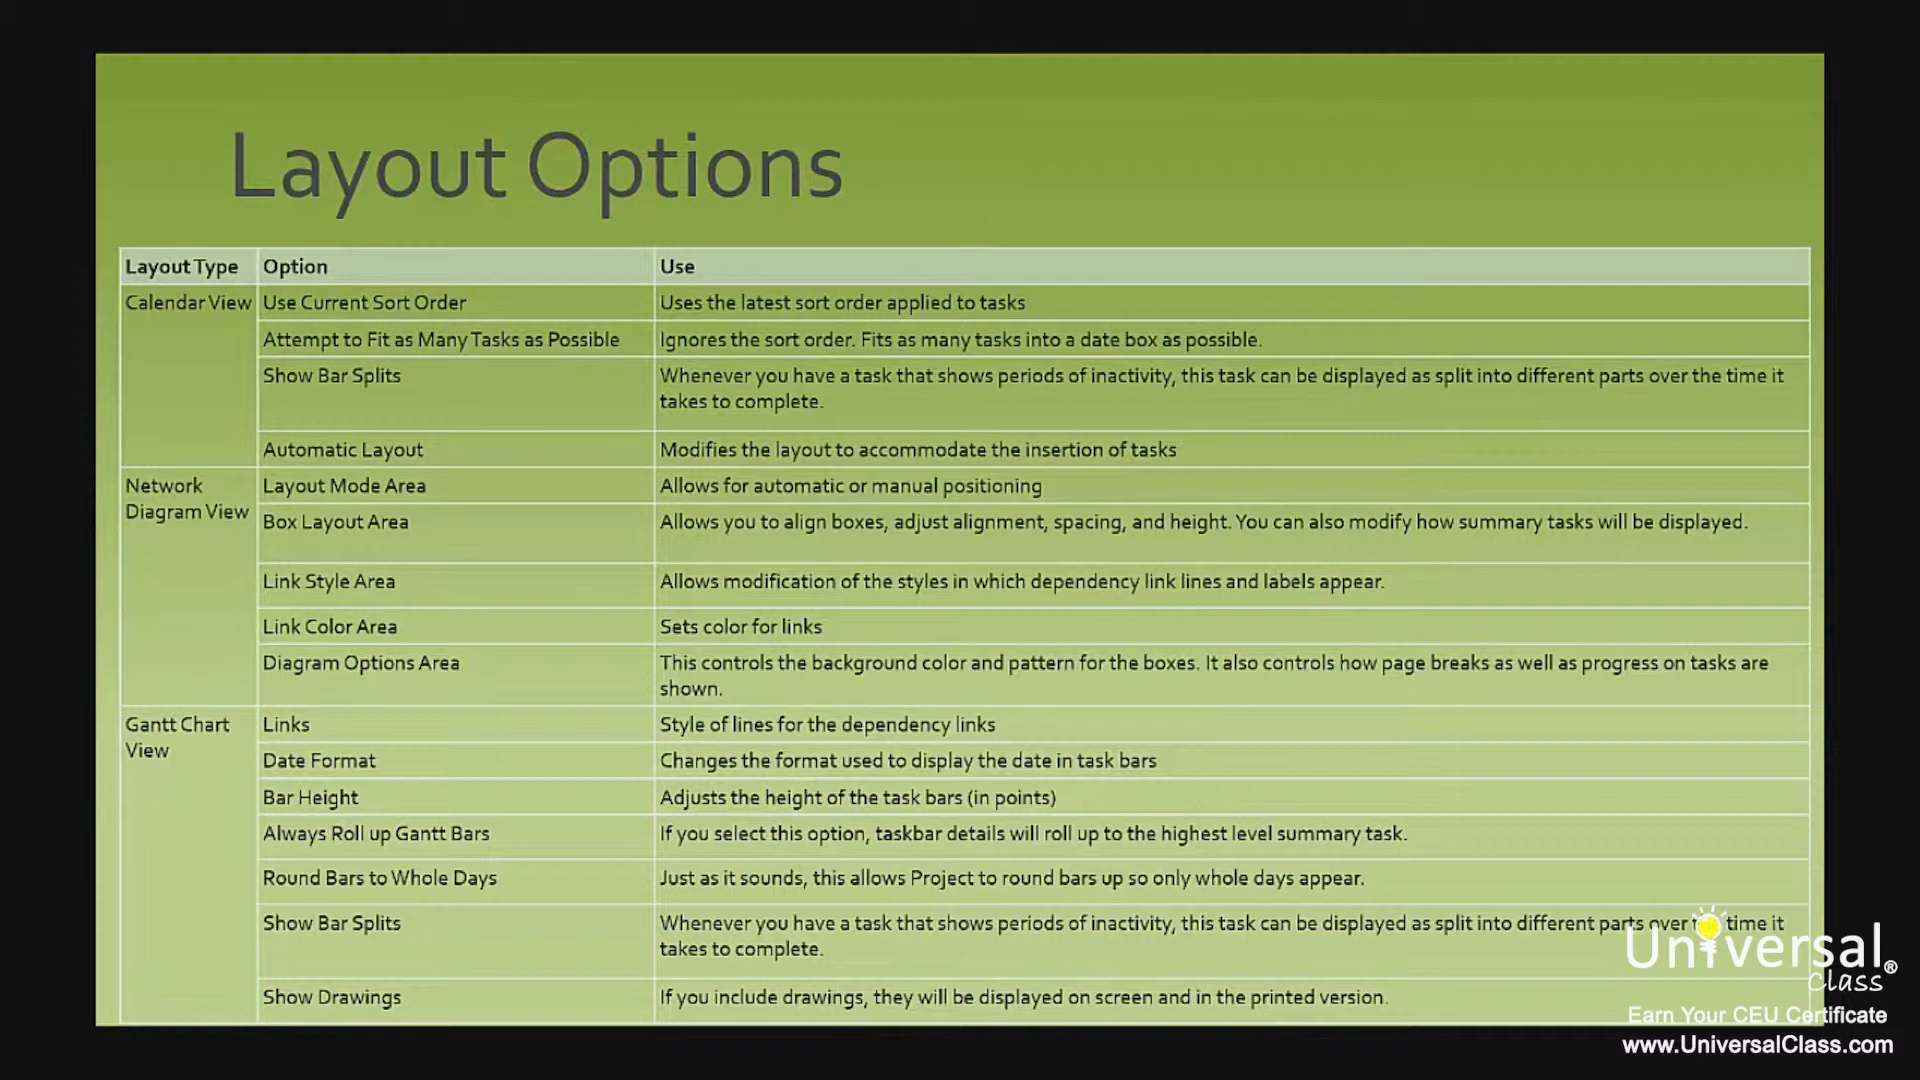 Layout Options
Layout Type Option Use
Calendar View Use Current Sort Order Uses the latest sort order applied to tasks
Attempt to Fit as Many Tasks as Possible Ignores the sort order. Fits as many tasks into a date box as possible.
Show Bar Splits Whenever you have a task that shows periods of inactivity, this task can be displayed as split into different parts over the time it
takes to complete.
Automatic Layout Modifies the layout to accommodate the insertion of tasks
Network Layout Mode Area Allows for automatic or manual positioning
Diagram View Box Layout Area Allows you to align boxes, adjust alignment, spacing, and height. You can also modify how summary tasks will be displayed.
Link Style Area Allows modification of the styles in which dependency link lines and labels appear.
Link Color Area Sets color for links
Diagram Options Area This controls the background color and pattern for the boxes. It also controls how page breaks as well as progress on tasks are
shown.
Gantt Chart Links Style of lines for the dependency links
View
Date Format Changes the format used to display the date in task bars
Bar Height Adjusts the height of the task bars (in points)
Always Roll up Gantt Bars If you select this option, taskbar details will roll up to the highest level summary task.
Round Bars to Whole Days Just as it sounds, this allows Project to round bars up so only whole days appear.
Show Bar Splits Whenever you have a task that shows periods of inactivity, this task can be displayed as split into different parts over time it
takes to complete.
Show Drawings If you include drawings, they will be displayed on screen and in the printed version.
Universal®
Class
Earn Your CEU Certificate
www.UniversalClass.com